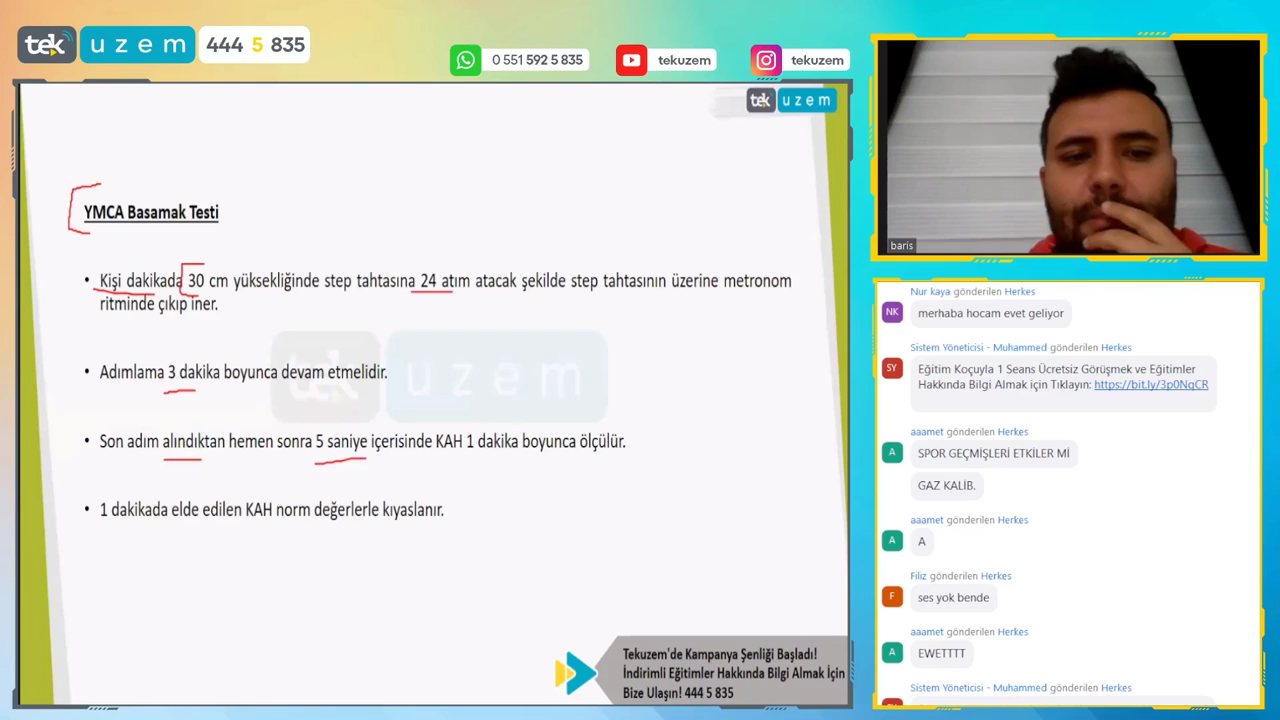 tek uzem 444 5 835
0 551 592 5 835
tekuzem
tekuzem
tek uzem
YMCA Basamak Testi
• Kişi dakikada 30 cm yüksekliğinde step tahtasına 24 atım atacak şekilde step tahtasının üzerine metronom
ritminde çıkıp iner.
• Adımlama 3 dakika boyunca devam etmelidir.
tek uzem
• Son adım alındıktan hemen sonra 5 saniye içerisinde KAH 1 dakika boyunca ölçülür.
• 1 dakikada elde edilen KAH norm değerlerle kıyaslanır.
Tekuzem'de Kampanya Şenliği Başladı!
İndirimli Eğitimler Hakkında Bilgi Almak İçin
Bize Ulaşın! 444 5 835
baris
Nur kaya gönderilen Herkes
NK
merhaba hocam evet geliyor
Sistem Yöneticisi - Muhammed gönderilen Herkes
SY
Eğitim Koçuyla 1 Seans Ücretsiz Görüşmek ve Eğitimler
Hakkında Bilgi Almak için Tıklayın: https://bit.ly/3p0NqCR
aaamet gönderilen Herkes
A
SPOR GEÇMİŞLERİ ETKİLER Mİ
GAZ KALİB.
aaamet gönderilen Herkes
A
A
Filiz gönderilen Herkes
F
ses yok bende
aaamet gönderilen Herkes
A
EWETTTT
Sistem Yöneticisi - Muhammed gönderilen Herkes